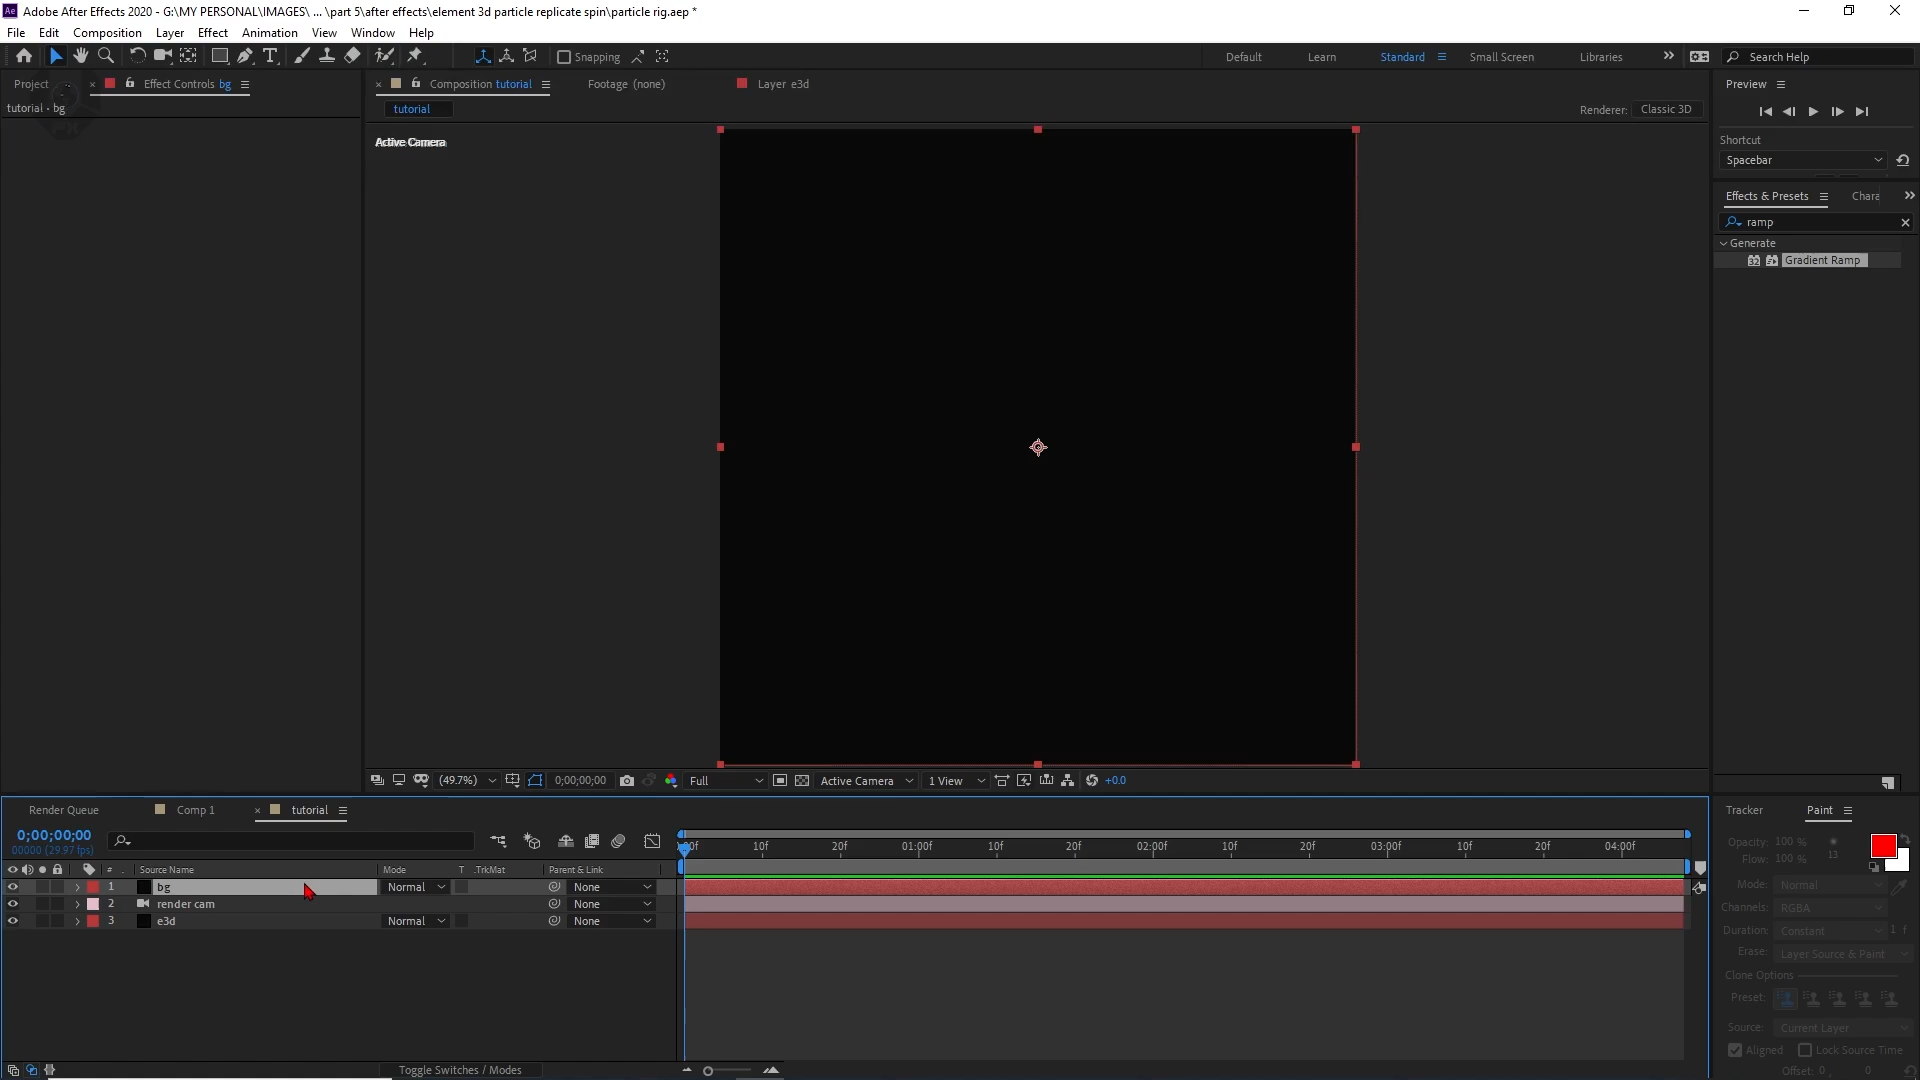 Adobe After Effects 2020 - G:\MY PERSONAL\IMAGES\ ... \part 5\after effects\element 3d particle replicate spin\particle rig.aep *
File Edit Composition Layer Effect Animation View Window Help
Snapping Default Learn Standard Small Screen Libraries Search Help
Project Effect Controls bg Composition tutorial Footage (none) Layer e3d Preview
tutorial • bg
tutorial Renderer: Classic 3D
Active Camera
Shortcut
Spacebar
Effects & Presets Chara
ramp
Generate
32 Gradient Ramp
(49.7%) 0;00;00;00 Full Active Camera 1 View +0.0
Render Queue Comp 1 tutorial Tracker Paint
0;00;00;00
00000 (29.97 fps)
10f 20f 01:00f 10f 20f 02:00f 10f 20f 03:00f 10f 20f 04:00f
# Source Name Mode T .TrkMat Parent & Link
1 bg Normal None
2 render cam None
3 e3d Normal None
Opacity: 100 %
Flow: 100 % 13
Mode: Normal
Channels: RGBA
Duration: Constant 1 f
Erase: Layer Source & Paint
Clone Options
Preset:
Source: Current Layer
Aligned Lock Source Time
Offset: 0 , 0
Toggle Switches / Modes